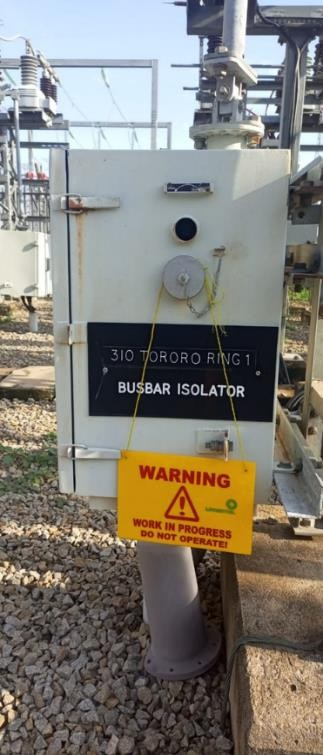 310 TORORO RING 1
BUSBAR ISOLATOR
WARNING
WORK IN PROGRESS
DO NOT OPERATE!